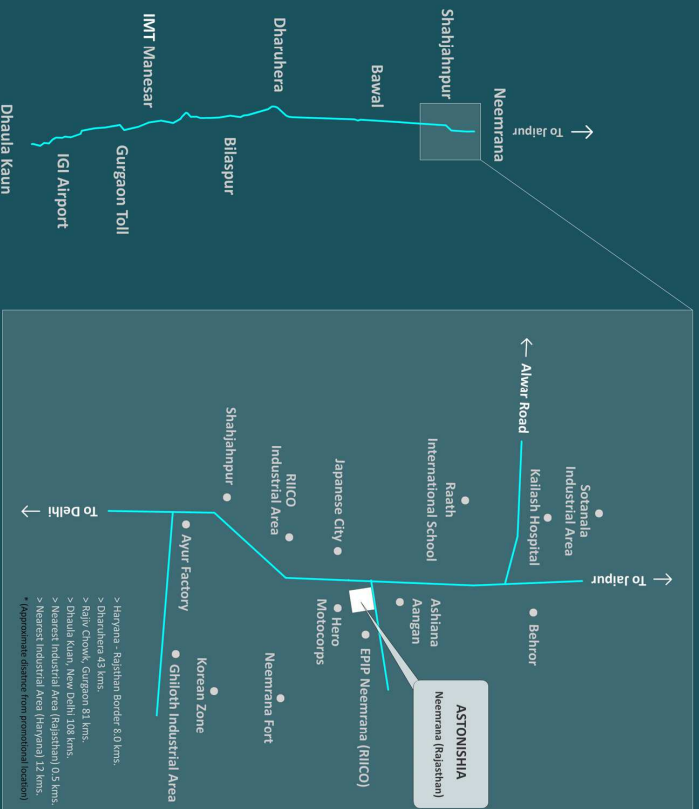 To Jaipur
Neemrana
Shahjahnpur
Bawal
Dharuhera
Bilaspur
IMT Manesar
Gurgaon Toll
IGI Airport
Dhaula Kaun
Alwar Road
To Jaipur
Sotanala
Industrial Area
Kailash Hospital
Behror
Raath
International School
Ashiana
Aangan
Japanese City
EPIP Neemrana (RIICO)
Hero
Motocorps
RIICO
Industrial Area
Neemrana Fort
Shahjahnpur
Korean Zone
Ayur Factory
Ghiloth Industrial Area
To Delhi
ASTONISHIA
Neemrana (Rajasthan)
> Haryana - Rajsthan Border 8.0 kms.
> Dharuhera 43 kms.
> Rajiv Chowk, Gurgaon 81 kms.
> Dhaula Kuan, New Delhi 108 kms.
> Nearest Industrial Area (Rajasthan) 0.5 kms.
> Nearest Industrial Area (Haryana) 12 kms.
* (Approximate disatnce from promotional location)